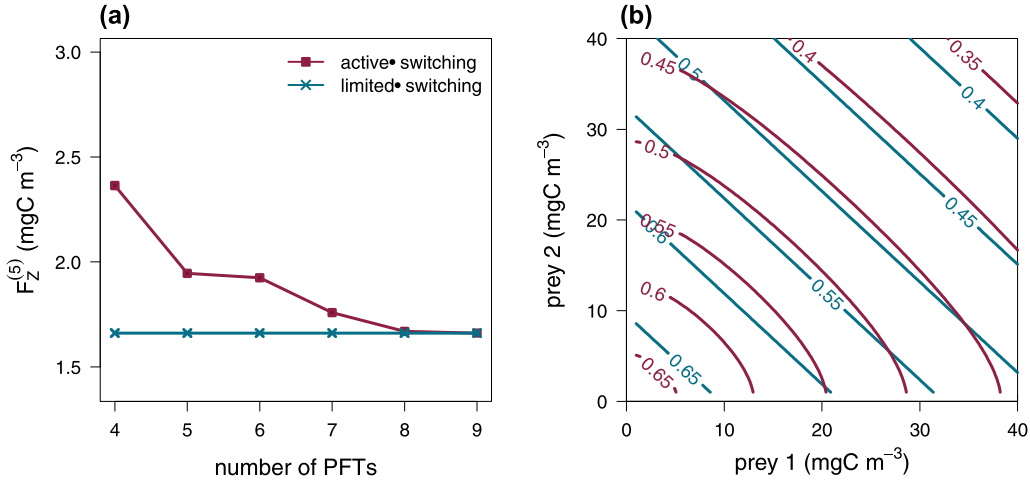 (a)
3.0
2.5
2.0
1.5
F_Z^(5) (mgC m−3)
active• switching
limited• switching
4 5 6 7 8 9
number of PFTs
(b)
40
30
20
10
0
prey 2 (mgC m−3)
0.45
0.5
0.4
0.35
0.4
0.5
0.45
0.55
0.6
0.55
0.6
0.65
0.65
0 10 20 30 40
prey 1 (mgC m−3)